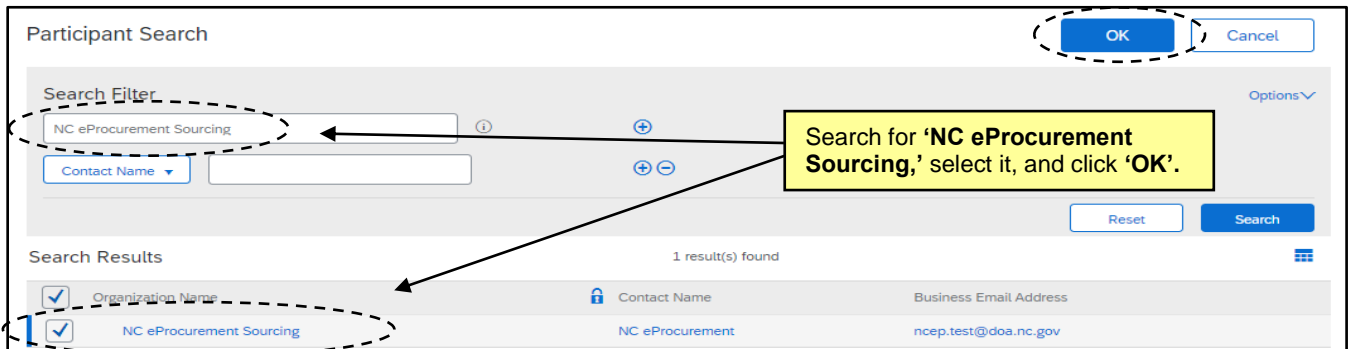 Participant Search
OK
Cancel
Search Filter
Options
NC eProcurement Sourcing
Contact Name
Search for ‘NC eProcurement
Sourcing,’ select it, and click ‘OK’.
Reset
Search
Search Results
1 result(s) found
Organization Name
Contact Name
Business Email Address
NC eProcurement Sourcing
NC eProcurement
ncep.test@doa.nc.gov